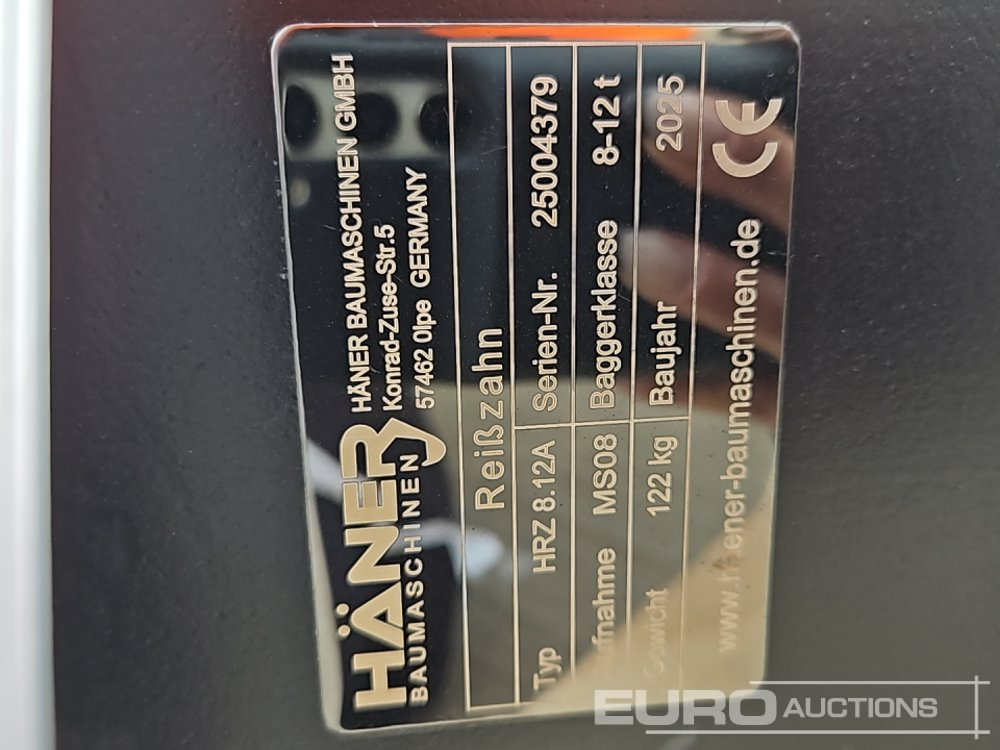 HÄNER
BAUMASCHINEN
HÄNER BAUMASCHINEN GMBH
Konrad-Zuse-Str.5
57462 Olpe GERMANY
Reißzahn
Typ HRZ 8.12A Serien-Nr. 25004379
Aufnahme MS08 Baggerklasse 8-12 t
Gewicht 122 kg Baujahr 2025
www.haener-baumaschinen.de CE
EURO AUCTIONS